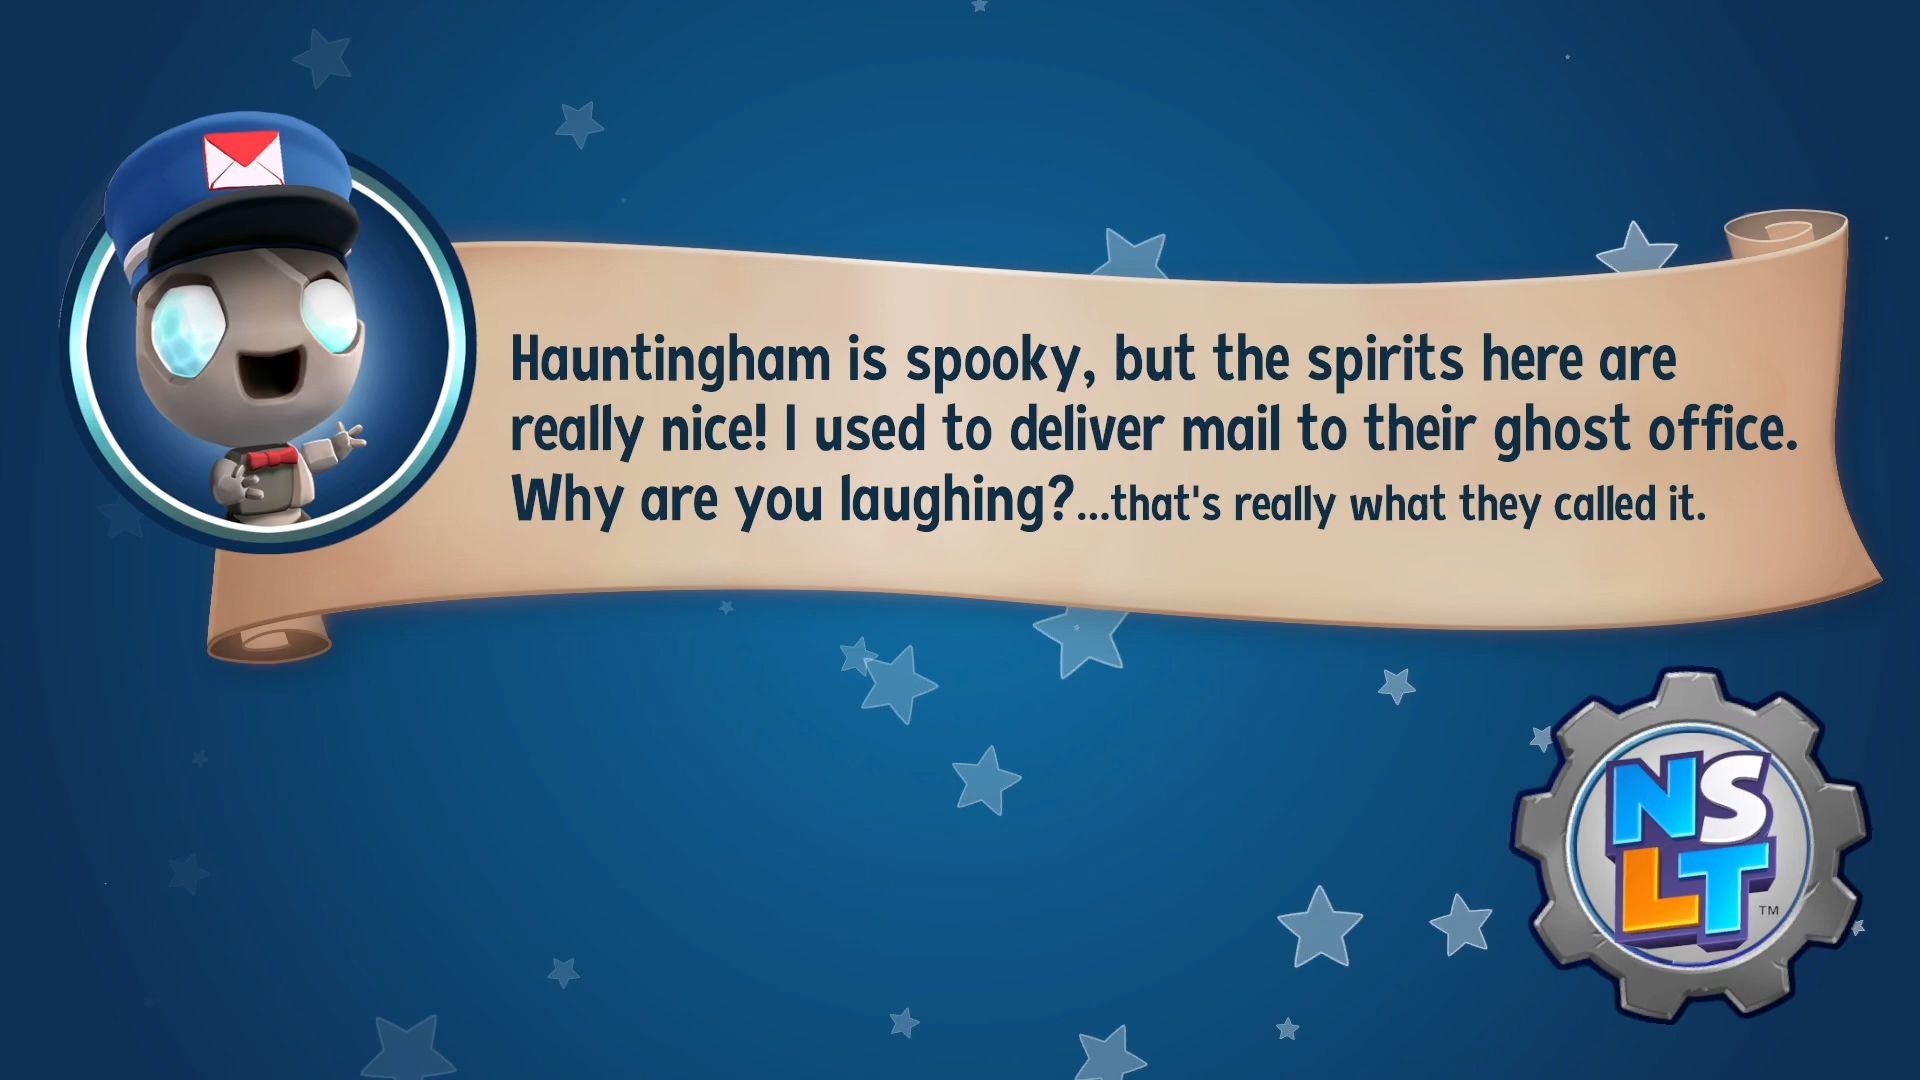 Hauntingham is spooky, but the spirits here are
really nice! I used to deliver mail to their ghost office.
Why are you laughing?...that's really what they called it.
NS
LT
TM